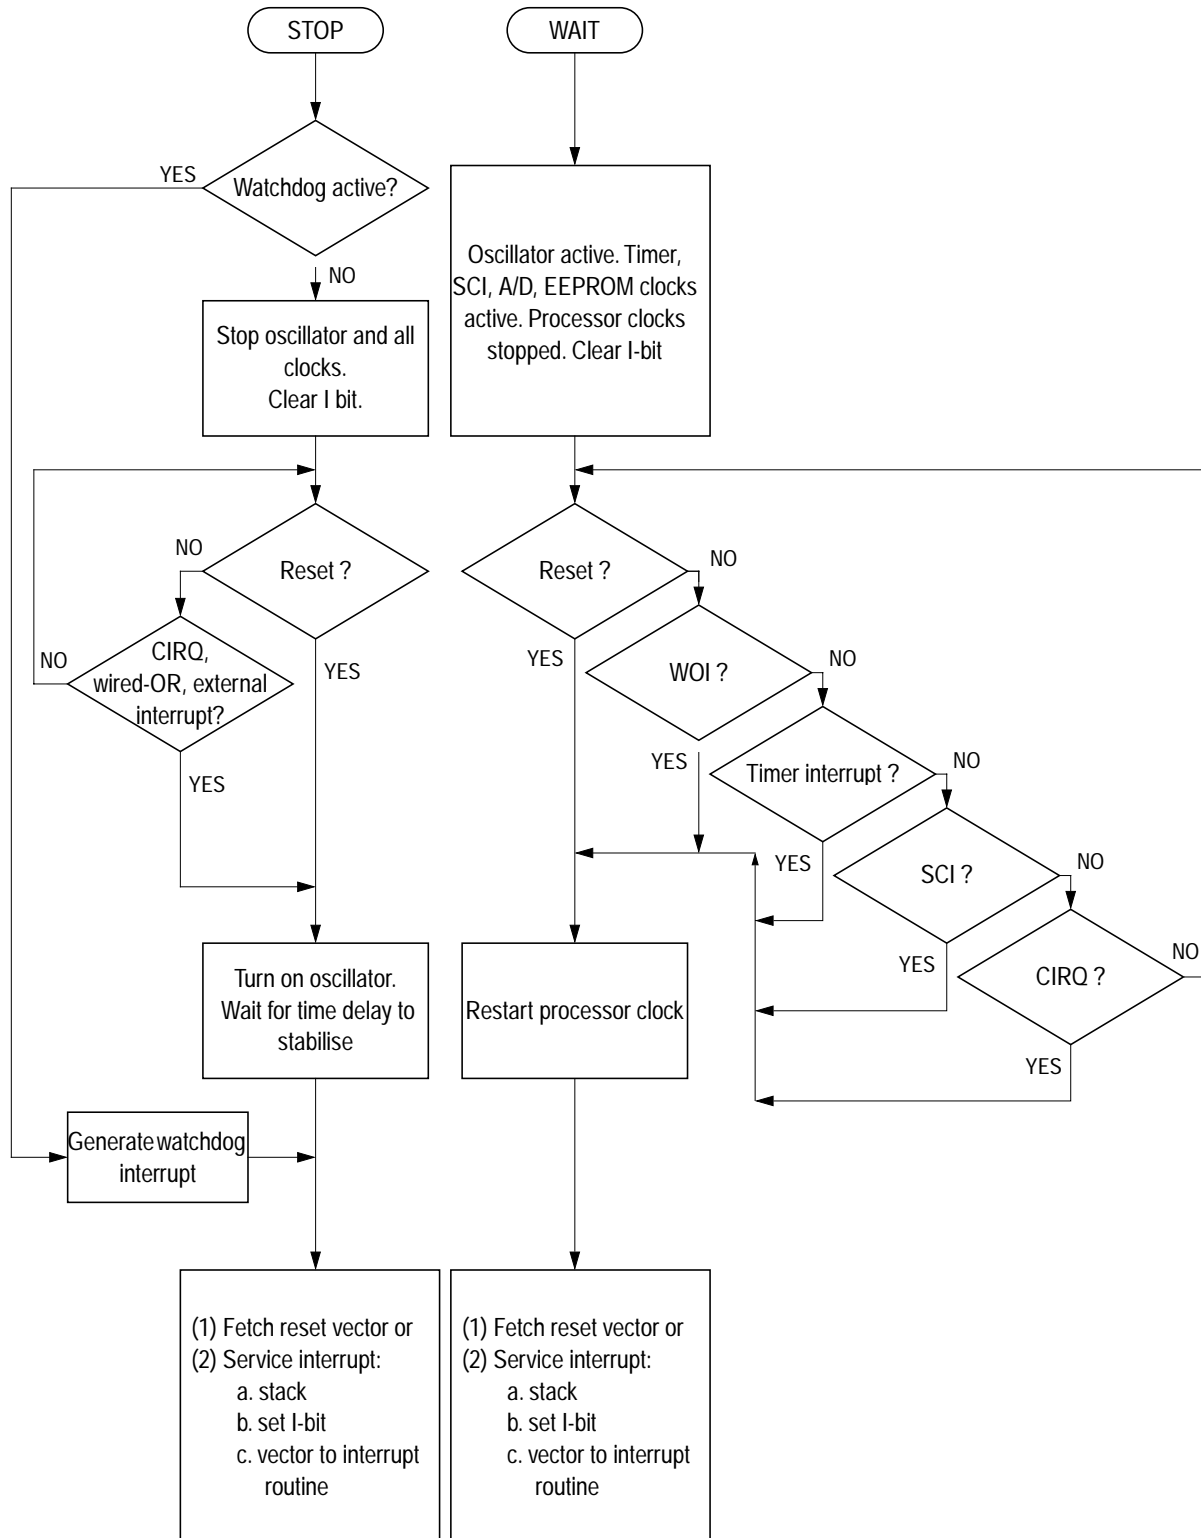 STOP
WAIT
YES
Watchdog active?
NO
Oscillator active. Timer,
SCI, A/D, EEPROM clocks
active. Processor clocks
stopped. Clear I-bit
Stop oscillator and all
clocks.
Clear I bit.
NO
Reset ?
Reset ?
NO
NO
CIRQ,
wired-OR, external
interrupt?
YES
YES
WOI ?
NO
YES
YES
Timer interrupt ?
NO
YES
SCI ?
NO
YES
CIRQ ?
NO
YES
Turn on oscillator.
Wait for time delay to
stabilise
Restart processor clock
Generate watchdog
interrupt
(1) Fetch reset vector or
(2) Service interrupt:
a. stack
b. set I-bit
c. vector to interrupt
routine
(1) Fetch reset vector or
(2) Service interrupt:
a. stack
b. set I-bit
c. vector to interrupt
routine